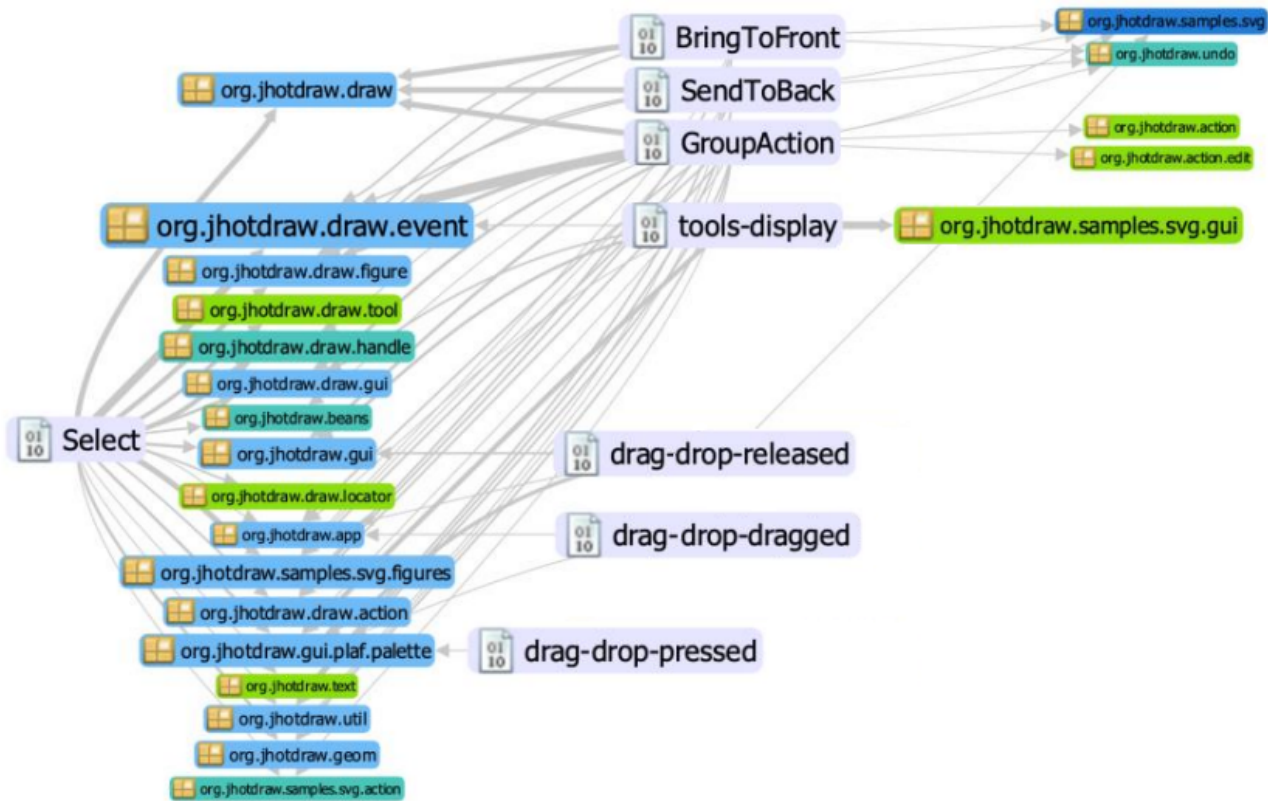 BringToFront
org.jhotdraw.samples.svg
org.jhotdraw.undo
org.jhotdraw.draw
SendToBack
GroupAction
org.jhotdraw.action
org.jhotdraw.action.edit
org.jhotdraw.draw.event
tools-display
org.jhotdraw.samples.svg.gui
org.jhotdraw.draw.figure
org.jhotdraw.draw.tool
org.jhotdraw.draw.handle
org.jhotdraw.draw.gui
org.jhotdraw.beans
Select
org.jhotdraw.gui
drag-drop-released
org.jhotdraw.draw.locator
org.jhotdraw.app
drag-drop-dragged
org.jhotdraw.samples.svg.figures
org.jhotdraw.draw.action
org.jhotdraw.gui.plaf.palette
drag-drop-pressed
org.jhotdraw.text
org.jhotdraw.util
org.jhotdraw.geom
org.jhotdraw.samples.svg.action